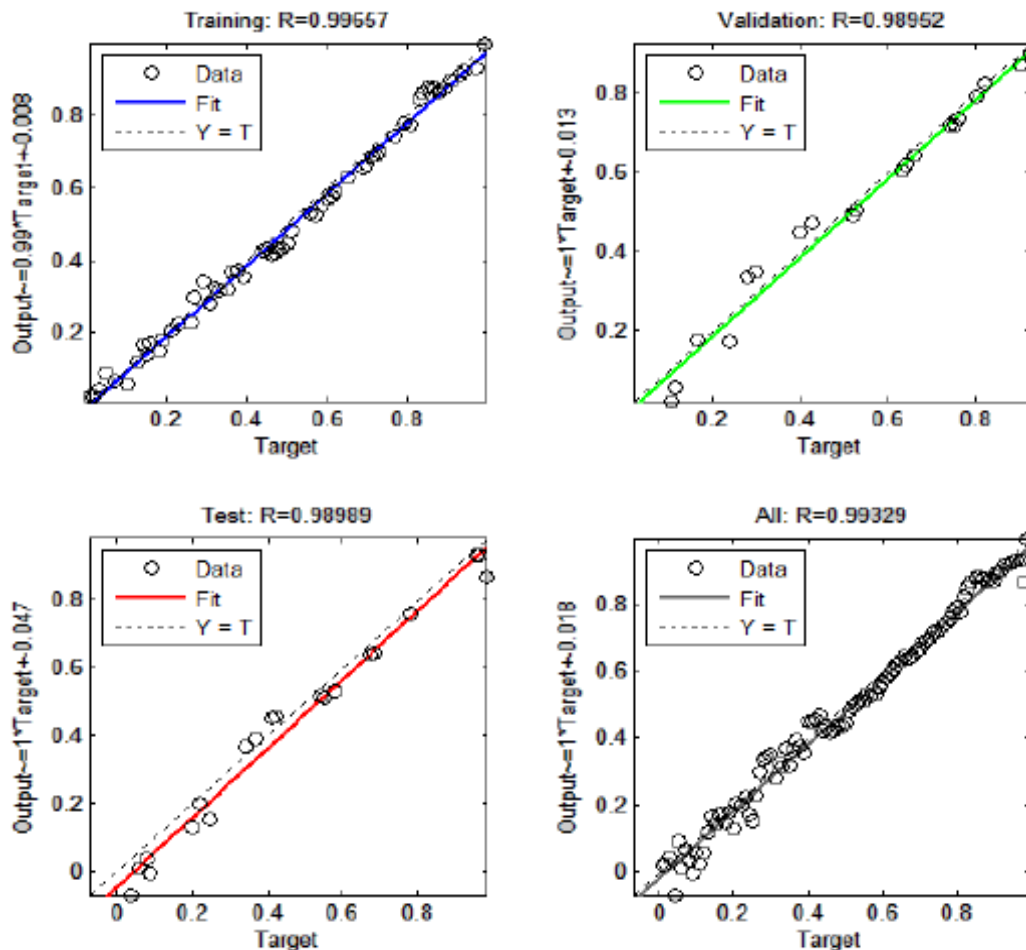 Training: R=0.99557
Data
Fit
Y = T
Output~=0.99*Target+-0.008
0.8
0.6
0.4
0.2
0.2 0.4 0.6 0.8
Target
Validation: R=0.98952
Data
Fit
Y = T
Output~=1*Target+-0.013
0.8
0.6
0.4
0.2
0.2 0.4 0.6 0.8
Target
Test: R=0.98989
Data
Fit
Y = T
Output~=1*Target+-0.047
0.8
0.6
0.4
0.2
0
0 0.2 0.4 0.6 0.8
Target
All: R=0.99329
Data
Fit
Y = T
Output~=1*Target+-0.018
0.8
0.6
0.4
0.2
0
0 0.2 0.4 0.6 0.8
Target